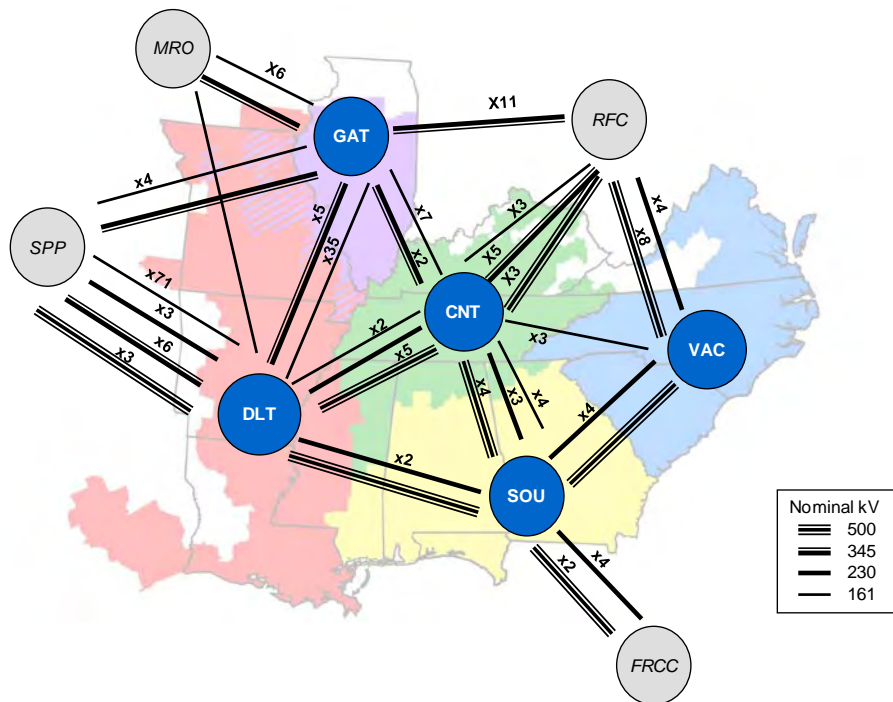 MRO
X6
GAT
X11
RFC
x4
x5
x35
x7
x2
X3
X5
X3
x4
x8
SPP
x71
x3
x6
x3
CNT
x2
x5
x3
VAC
x4
x3
x4
DLT
x4
x2
SOU
x2
x4
FRCC
Nominal kV
500
345
230
161